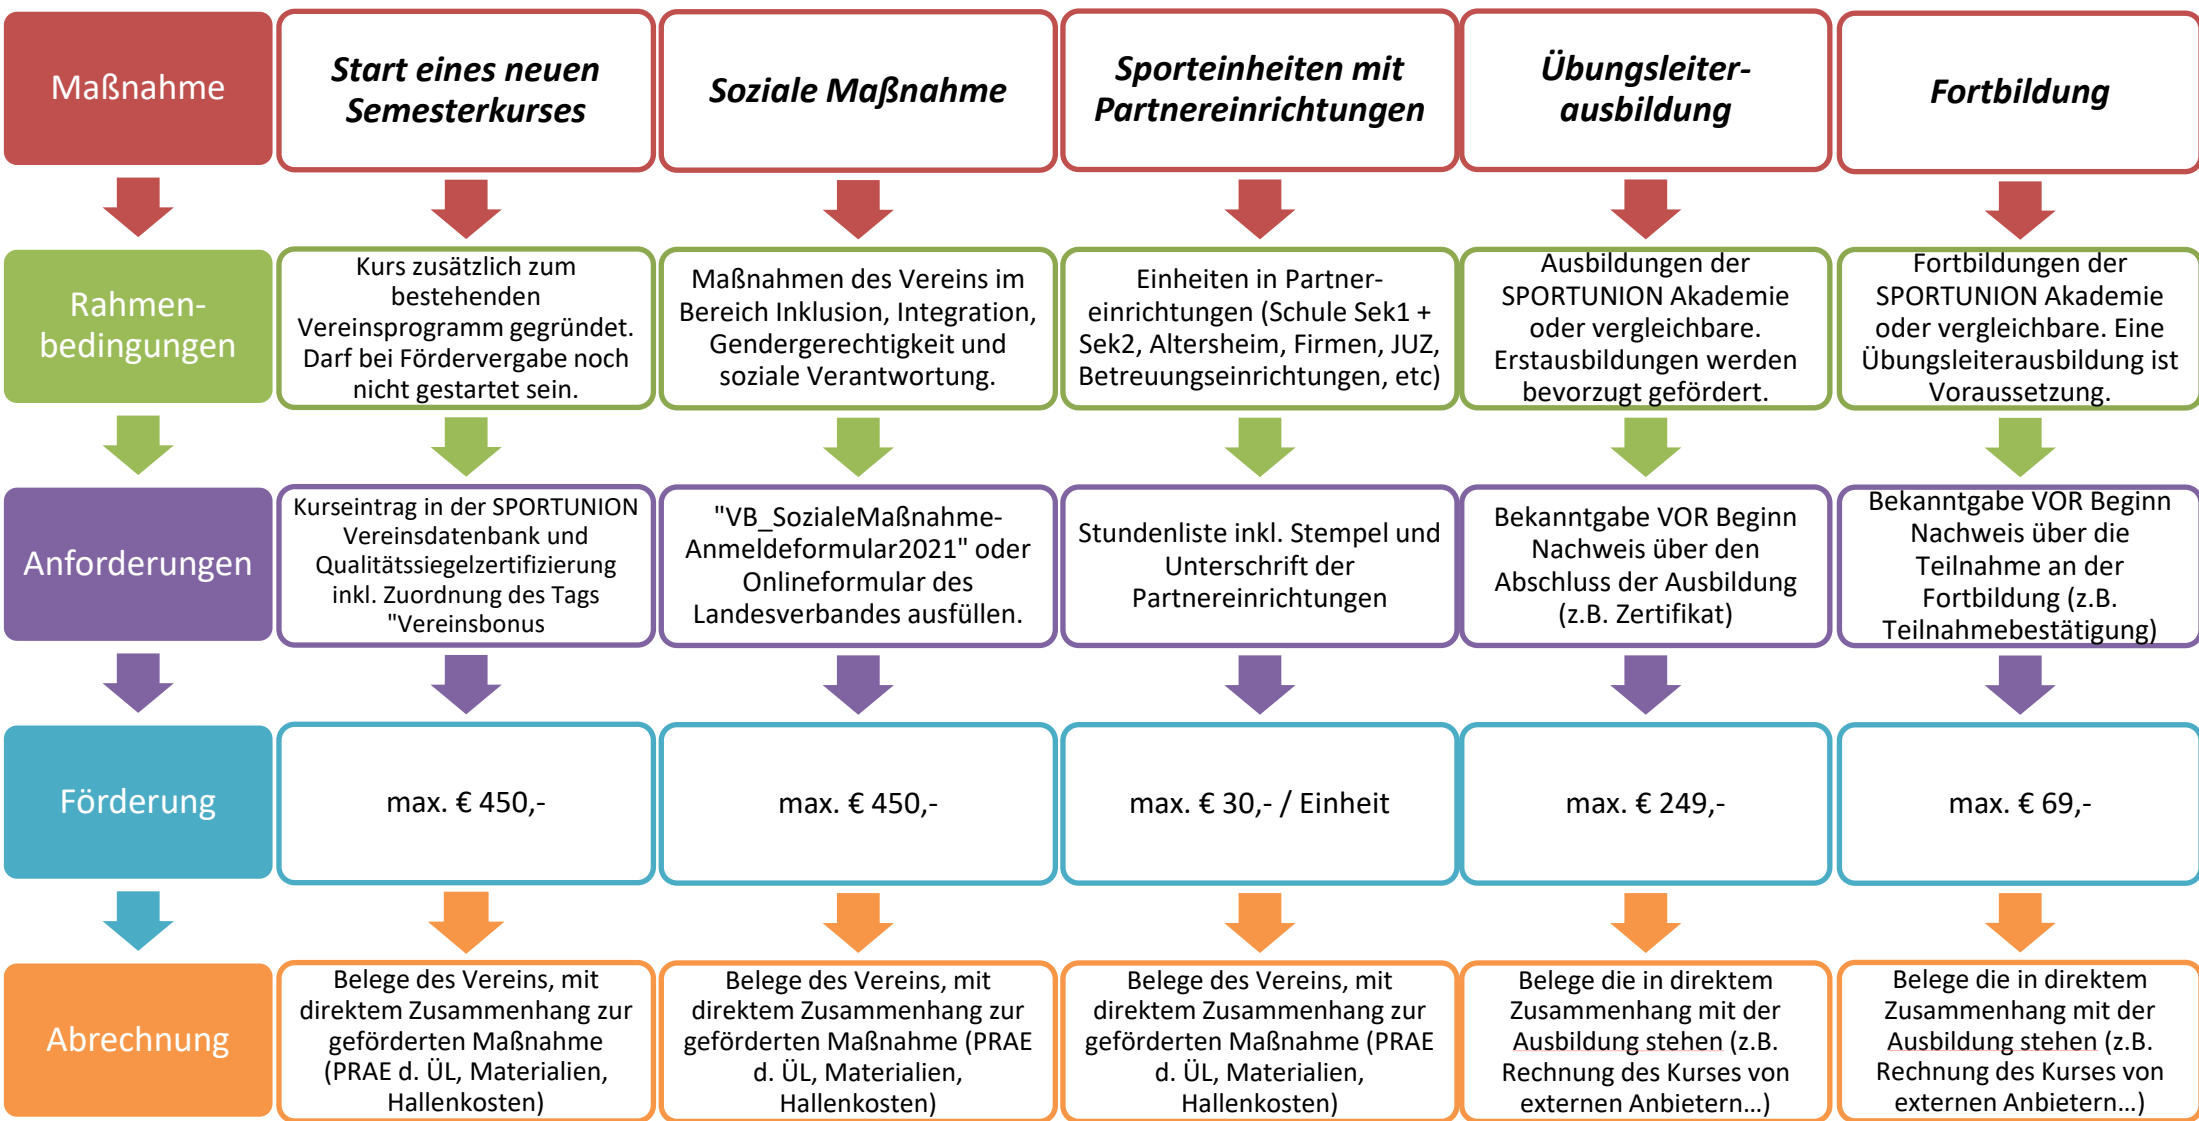 Maßnahme
Start eines neuen
Semesterkurses
Soziale Maßnahme
Sporteinheiten mit
Partnereinrichtungen
Übungsleiter-
ausbildung
Fortbildung
Rahmen-
bedingungen
Kurs zusätzlich zum
bestehenden
Vereinsprogramm gegründet.
Darf bei Fördervergabe noch
nicht gestartet sein.
Maßnahmen des Vereins im
Bereich Inklusion, Integration,
Gendergerechtigkeit und
soziale Verantwortung.
Einheiten in Partner-
einrichtungen (Schule Sek1 +
Sek2, Altersheim, Firmen, JUZ,
Betreuungseinrichtungen, etc)
Ausbildungen der
SPORTUNION Akademie
oder vergleichbare.
Erstausbildungen werden
bevorzugt gefördert.
Fortbildungen der
SPORTUNION Akademie
oder vergleichbare. Eine
Übungsleiterausbildung ist
Voraussetzung.
Anforderungen
Kurseintrag in der SPORTUNION
Vereinsdatenbank und
Qualitätssiegelzertifizierung
inkl. Zuordnung des Tags
"Vereinsbonus
"VB_SozialeMaßnahme-
Anmeldeformular2021" oder
Onlineformular des
Landesverbandes ausfüllen.
Stundenliste inkl. Stempel und
Unterschrift der
Partnereinrichtungen
Bekanntgabe VOR Beginn
Nachweis über den
Abschluss der Ausbildung
(z.B. Zertifikat)
Bekanntgabe VOR Beginn
Nachweis über die
Teilnahme an der
Fortbildung (z.B.
Teilnahmebestätigung)
Förderung
max. € 450,-
max. € 450,-
max. € 30,- / Einheit
max. € 249,-
max. € 69,-
Abrechnung
Belege des Vereins, mit
direktem Zusammenhang zur
geförderten Maßnahme
(PRAE d. ÜL, Materialien,
Hallenkosten)
Belege des Vereins, mit
direktem Zusammenhang zur
geförderten Maßnahme (PRAE
d. ÜL, Materialien,
Hallenkosten)
Belege des Vereins, mit
direktem Zusammenhang zur
geförderten Maßnahme (PRAE
d. ÜL, Materialien,
Hallenkosten)
Belege die in direktem
Zusammenhang mit der
Ausbildung stehen (z.B.
Rechnung des Kurses von
externen Anbietern…)
Belege die in direktem
Zusammenhang mit der
Ausbildung stehen (z.B.
Rechnung des Kurses von
externen Anbietern…)